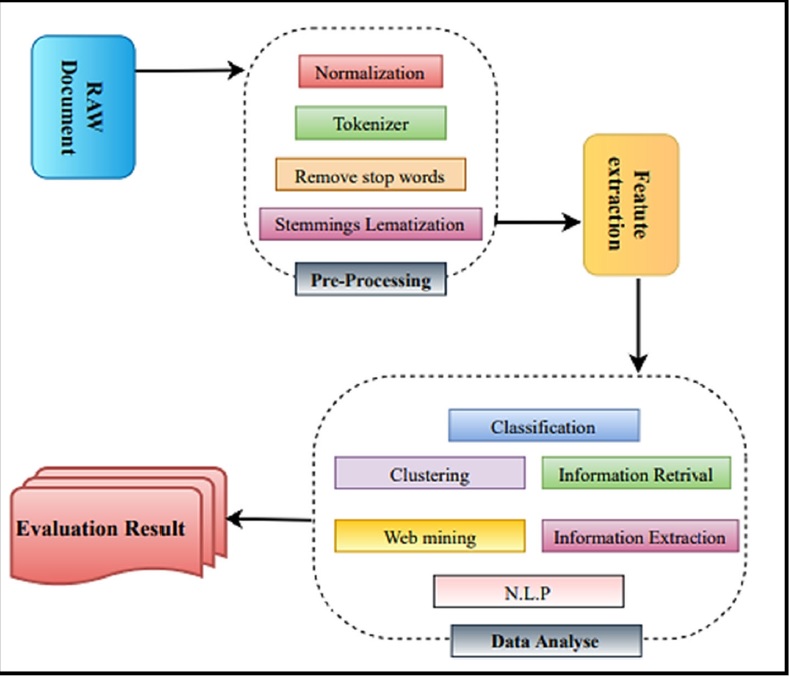 RAW
Document
Normalization
Tokenizer
Remove stop words
Stemmings Lematization
Pre-Processing
Featute
extraction
Classification
Clustering
Information Retrival
Web mining
Information Extraction
N.L.P
Data Analyse
Evaluation Result